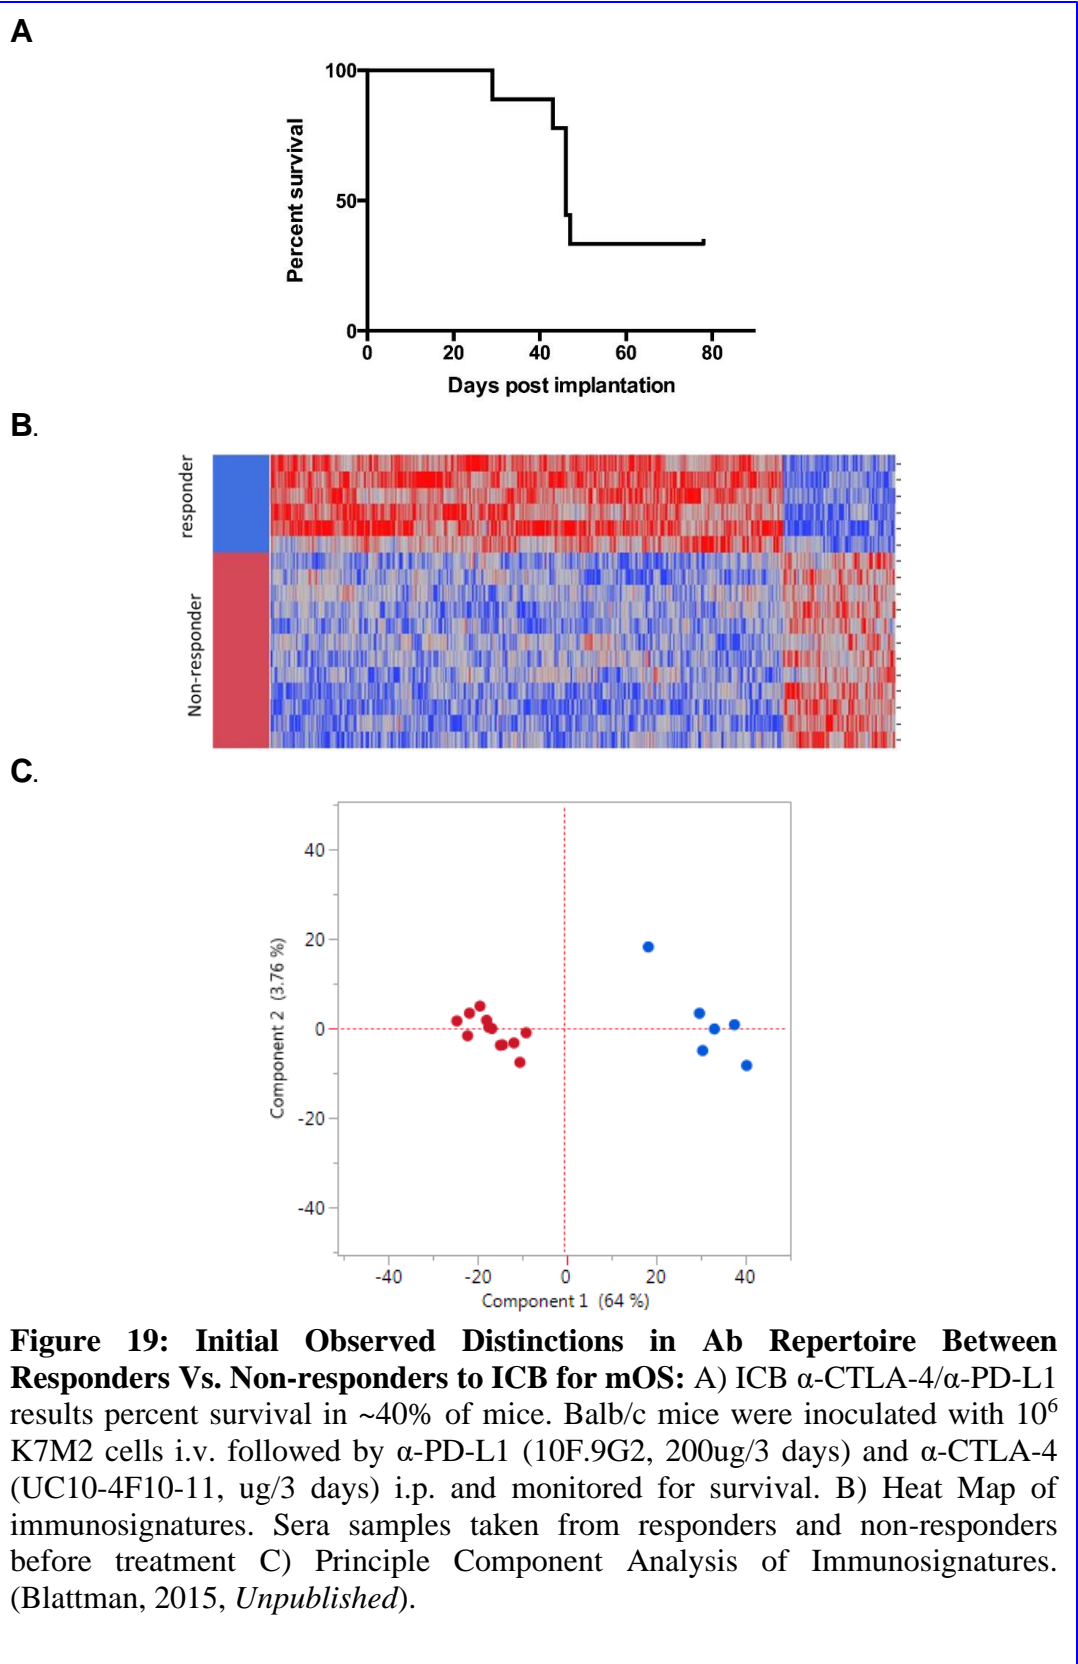 A
100
50
0
Percent survival
0 20 40 60 80
Days post implantation
B.
responder
Non-responder
C.
40
20
0
-20
-40
Component 2 (3.76 %)
-40 -20 0 20 40
Component 1 (64 %)
Figure 19: Initial Observed Distinctions in Ab Repertoire Between
Responders Vs. Non-responders to ICB for mOS: A) ICB α-CTLA-4/α-PD-L1
results percent survival in ~40% of mice. Balb/c mice were inoculated with 10⁶
K7M2 cells i.v. followed by α-PD-L1 (10F.9G2, 200ug/3 days) and α-CTLA-4
(UC10-4F10-11, ug/3 days) i.p. and monitored for survival. B) Heat Map of
immunosignatures. Sera samples taken from responders and non-responders
before treatment C) Principle Component Analysis of Immunosignatures.
(Blattman, 2015, Unpublished).